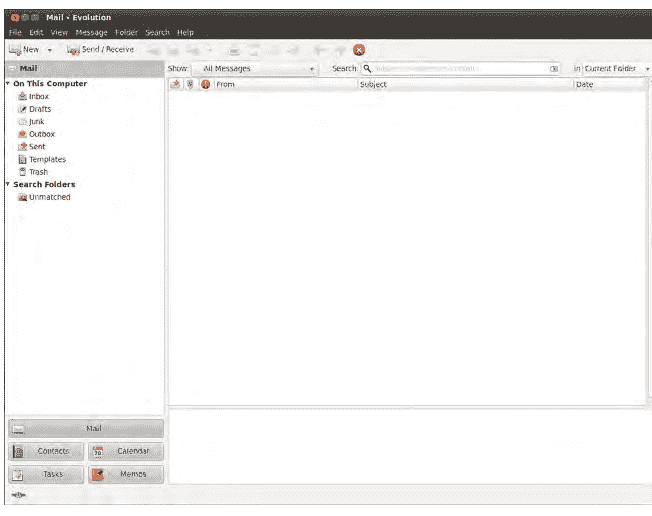 Mail - Evolution
File Edit View Message Folder Search Help
New Send / Receive
Mail
Show: All Messages Search: in Current Folder
From Subject Date
On This Computer
Inbox
Drafts
Junk
Outbox
Sent
Templates
Trash
Search Folders
Unmatched
Mail
Contacts Calendar
Tasks Memos